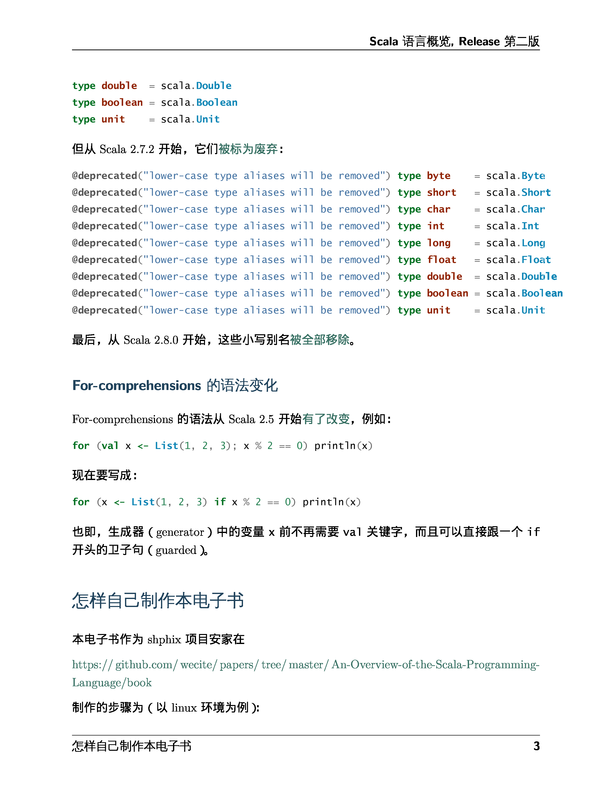 Scala 语言概览, Release 第二版
type double  = scala.Double
type boolean = scala.Boolean
type unit    = scala.Unit
但从 Scala 2.7.2 开始，它们被标为废弃：
@deprecated("lower-case type aliases will be removed") type byte    = scala.Byte
@deprecated("lower-case type aliases will be removed") type short   = scala.Short
@deprecated("lower-case type aliases will be removed") type char    = scala.Char
@deprecated("lower-case type aliases will be removed") type int     = scala.Int
@deprecated("lower-case type aliases will be removed") type long    = scala.Long
@deprecated("lower-case type aliases will be removed") type float   = scala.Float
@deprecated("lower-case type aliases will be removed") type double  = scala.Double
@deprecated("lower-case type aliases will be removed") type boolean = scala.Boolean
@deprecated("lower-case type aliases will be removed") type unit    = scala.Unit
最后，从 Scala 2.8.0 开始，这些小写别名被全部移除。
For-comprehensions 的语法变化
For-comprehensions 的语法从 Scala 2.5 开始有了改变，例如：
for (val x <- List(1, 2, 3); x % 2 == 0) println(x)
现在要写成：
for (x <- List(1, 2, 3) if x % 2 == 0) println(x)
也即，生成器（generator）中的变量 x 前不再需要 val 关键字，而且可以直接跟一个 if
开头的卫子句（guarded）。
怎样自己制作本电子书
本电子书作为 shphix 项目安家在
https://github.com/wecite/papers/tree/master/An-Overview-of-the-Scala-Programming-
Language/book
制作的步骤为（以 linux 环境为例）：
怎样自己制作本电子书 3